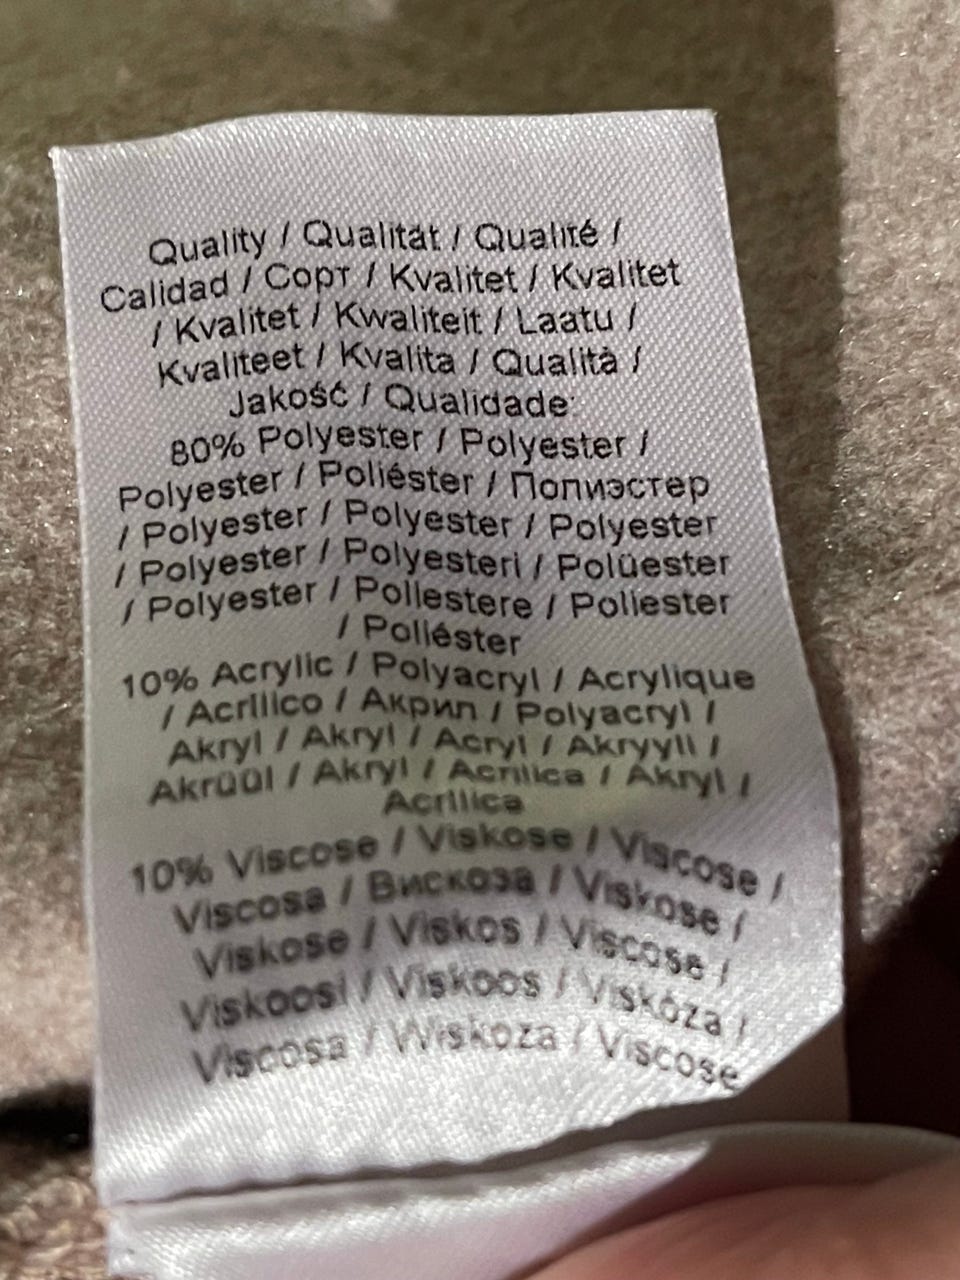 Quality / Qualität / Qualité /
Calidad / Сорт / Kvalitet / Kvalitet
/ Kvalitet / Kwaliteit / Laatu /
Kvaliteet / Kvalita / Qualità /
Jakość / Qualidade:
80% Polyester / Polyester /
Polyester / Poliéster / Полиэстер
/ Polyester / Polyester / Polyester
/ Polyester / Polyesteri / Polüester
/ Polyester / Poliestere / Poliester
/ Poliéster
10% Acrylic / Polyacryl / Acrylique
/ Acrílico / Акрил / Polyacryl /
Akryl / Akryl / Acryl / Akryyli /
Akrüül / Akryl / Acrilica / Akryl /
Acrílica
10% Viscose / Viskose / Viscose /
Viscosa / Вискоза / Viskose /
Viskose / Viskos / Viscose /
Viskoosi / Viskoos / Viskóza /
Viscosa / Wiskoza / Viscose